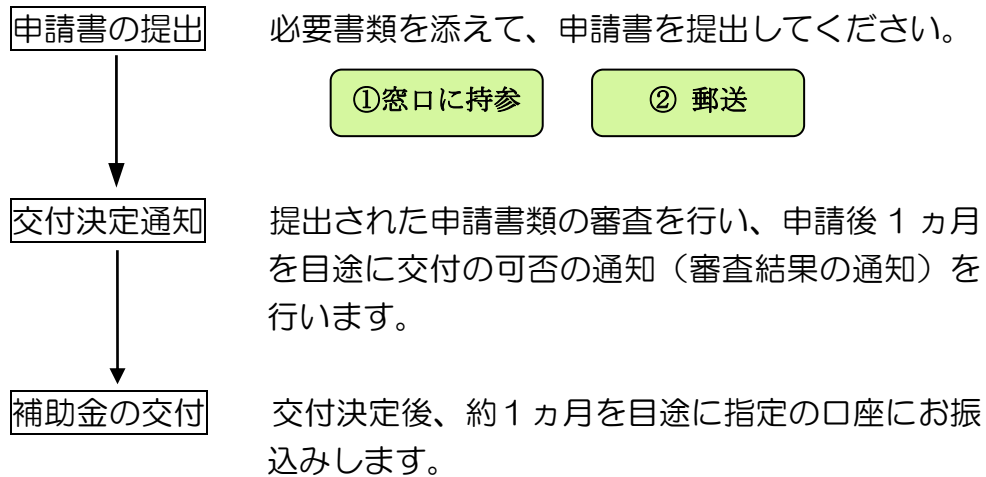 申請書の提出　必要書類を添えて、申請書を提出してください。
①窓口に持参　② 郵送
交付決定通知　提出された申請書類の審査を行い、申請後 1 ヵ月
を目途に交付の可否の通知（審査結果の通知）を
行います。
補助金の交付　交付決定後、約１ヵ月を目途に指定の口座にお振
込みします。